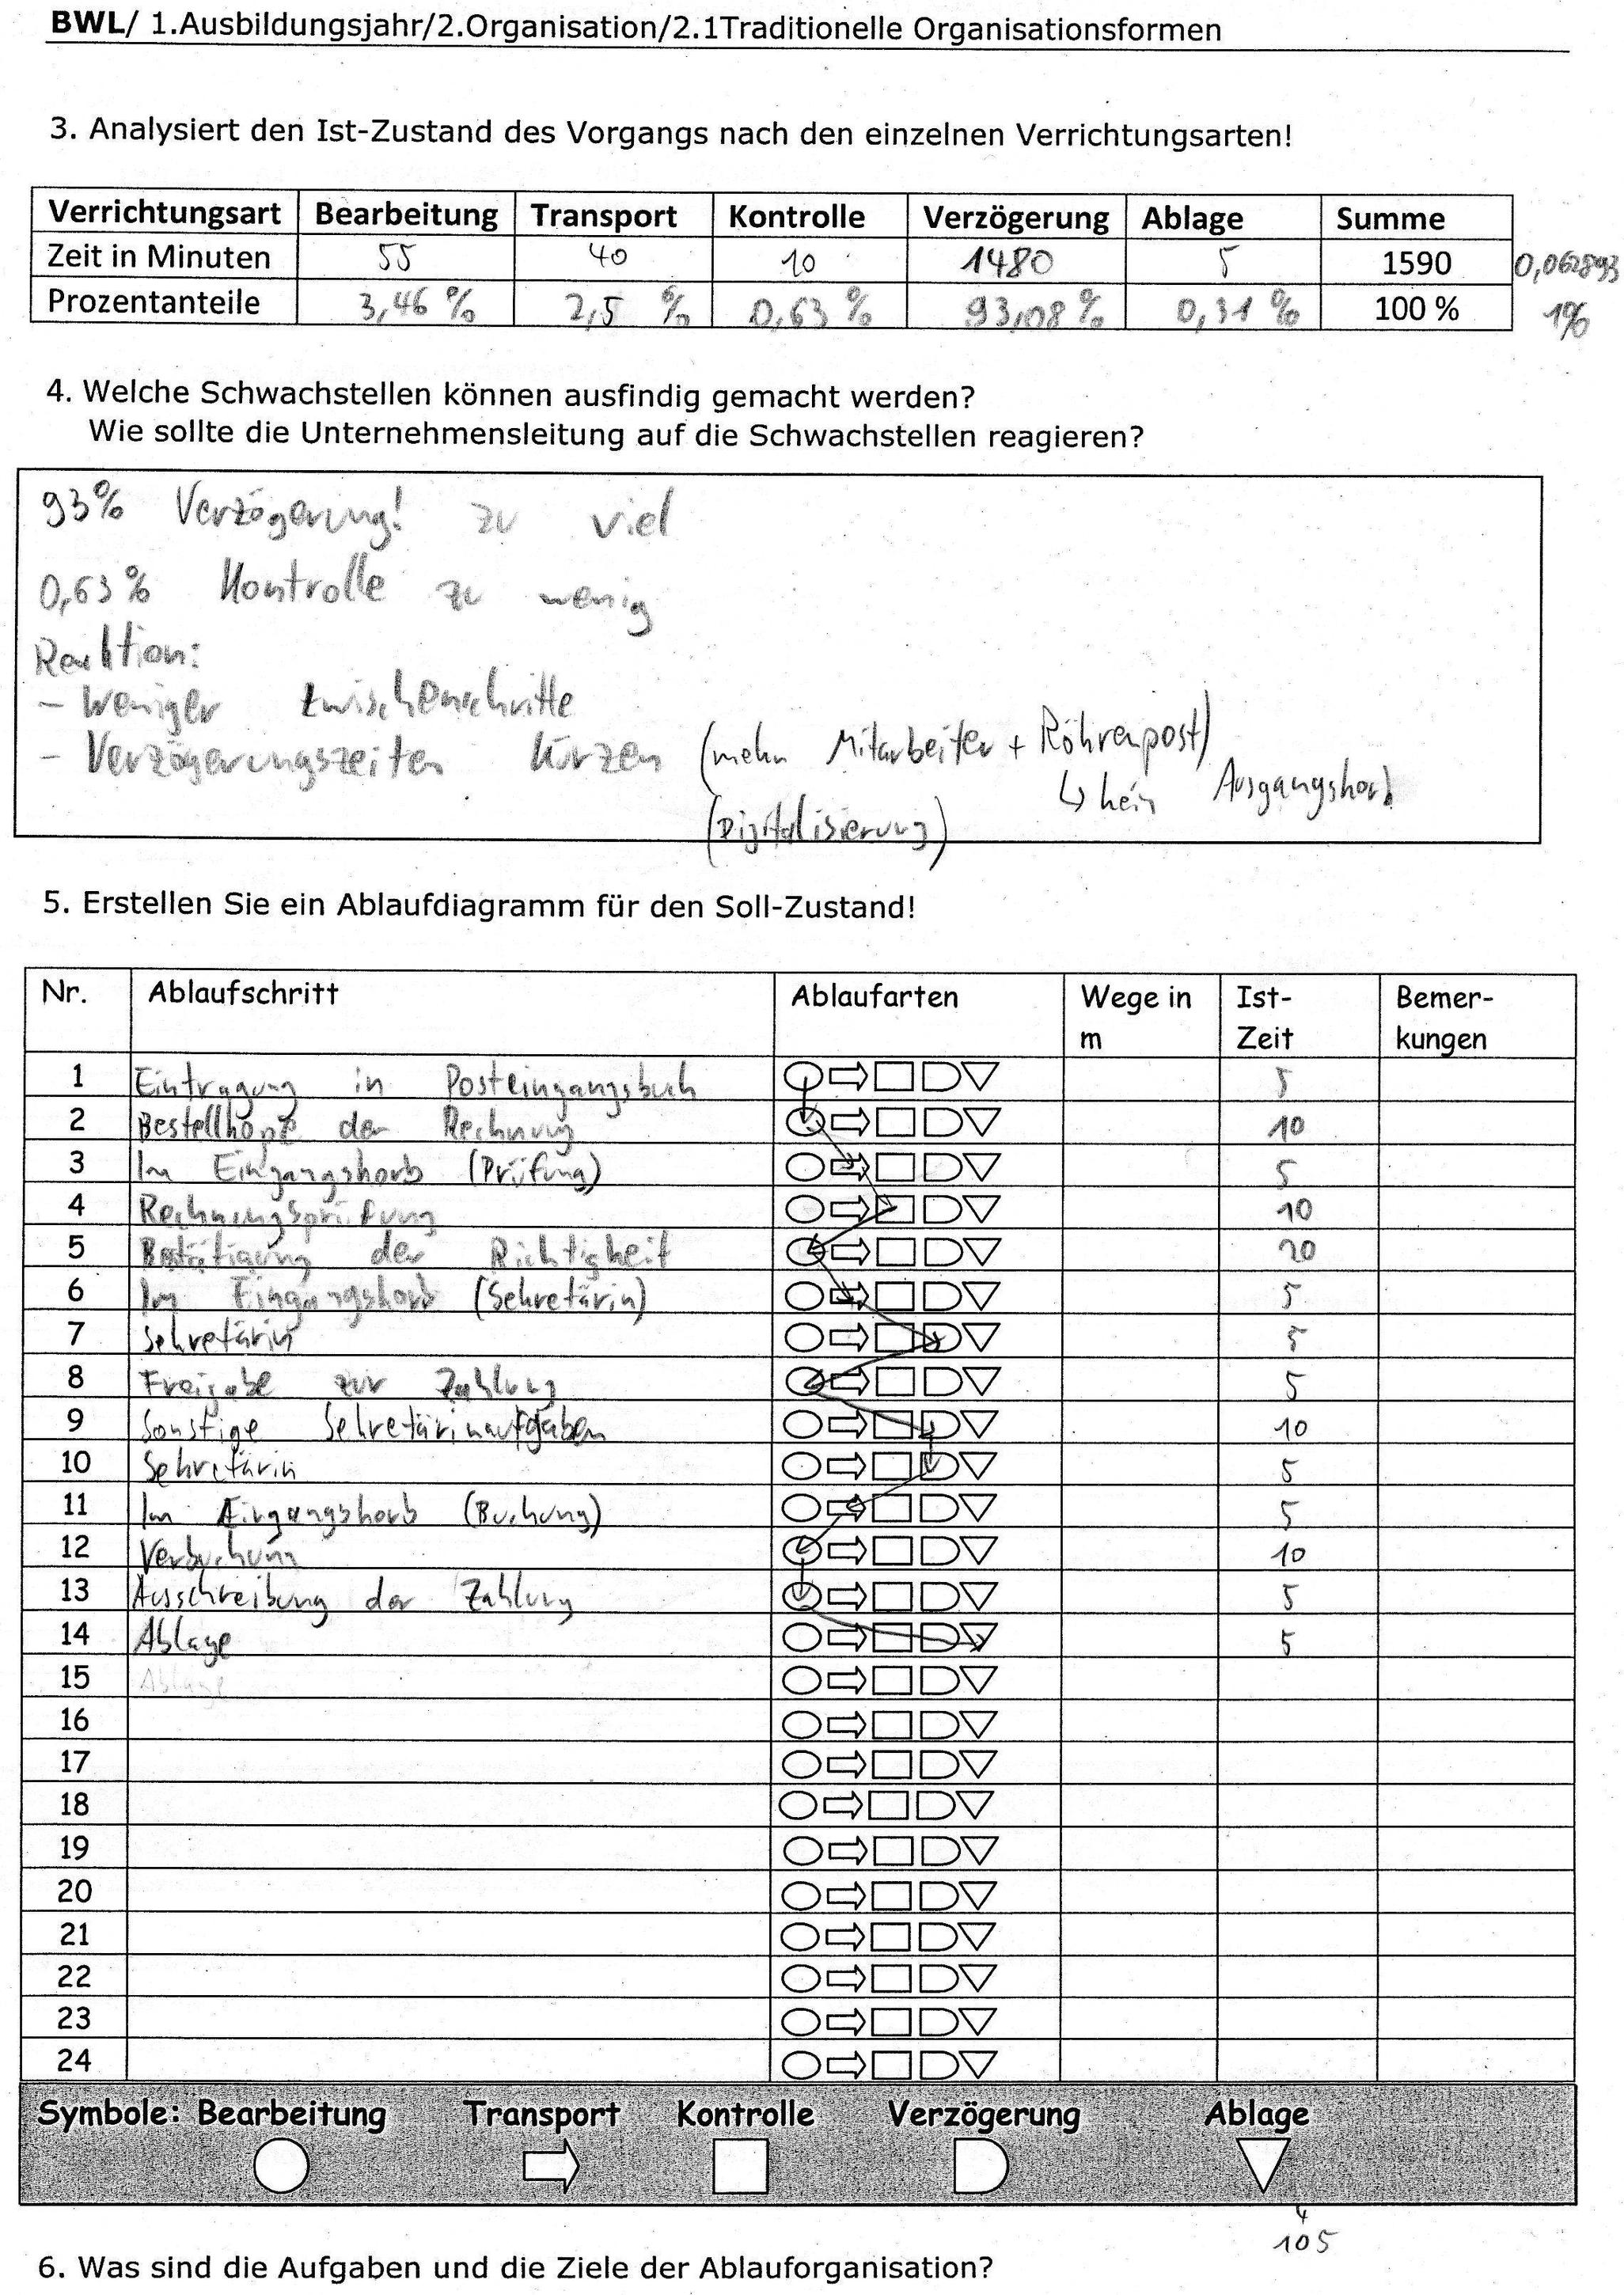 BWL/ 1.Ausbildungsjahr/2.Organisation/2.1Traditionelle Organisationsformen
3. Analysiert den Ist-Zustand des Vorgangs nach den einzelnen Verrichtungsarten!
Verrichtungsart Bearbeitung Transport Kontrolle Verzögerung Ablage Summe
Zeit in Minuten 55 40 10 1480 5 1590 0,062893
Prozentanteile 3,46 % 2,5 % 0,63 % 93,08 % 0,31 % 100 % 1%
4. Welche Schwachstellen können ausfindig gemacht werden?
Wie sollte die Unternehmensleitung auf die Schwachstellen reagieren?
93% Verzögerung! zu viel
0,63% Kontrolle zu wenig
Reaktion:
- weniger Zwischenschritte
- Verzögerungszeiten kürzen (mehr Mitarbeiter + Röhrenpost)
↳ kein Ausgangskorb
(Digitalisierung)
5. Erstellen Sie ein Ablaufdiagramm für den Soll-Zustand!
Nr. Ablaufschritt Ablaufarten Wege in m Ist-Zeit Bemer-kungen
1 Eintragung in Posteingangsbuch 5
2 Bestellkopie der Rechnung 10
3 Im Eingangskorb (Prüfung) 5
4 Rechnungsprüfung 10
5 Bestätigung der Richtigkeit 20
6 Im Eingangskorb (Sekretärin) 5
7 Sekretärin 5
8 Freigabe zur Zahlung 5
9 Sonstige Sekretärinaufgaben 10
10 Sekretärin 5
11 Im Eingangskorb (Buchung) 5
12 Verbuchung 10
13 Ausschreibung der Zahlung 5
14 Ablage 5
15 Ablage
16
17
18
19
20
21
22
23
24
Symbole: Bearbeitung Transport Kontrolle Verzögerung Ablage
105
6. Was sind die Aufgaben und die Ziele der Ablauforganisation?